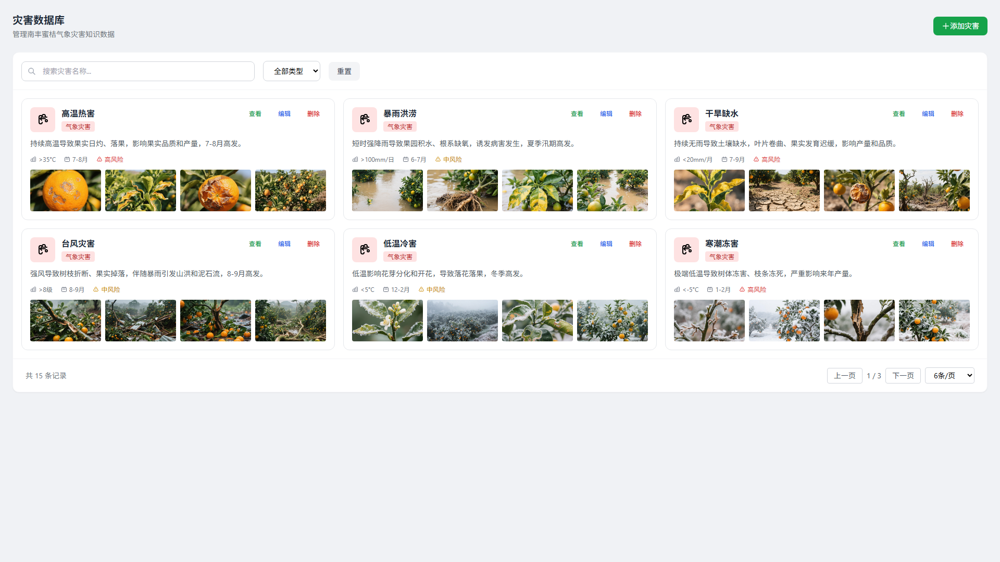 灾害数据库
管理南丰蜜桔气象灾害知识数据
添加灾害
搜索灾害名称...
全部类型
重置
高温热害
查看 编辑 删除
气象灾害
持续高温导致果实日灼、落果，影响果实品质和产量，7-8月高发。
>35°C 7-8月 高风险
暴雨洪涝
查看 编辑 删除
气象灾害
短时强降雨导致果园积水、根系缺氧，诱发病害发生，夏季汛期高发。
>100mm/日 6-7月 中风险
干旱缺水
查看 编辑 删除
气象灾害
持续无雨导致土壤缺水，叶片卷曲、果实发育迟缓，影响产量和品质。
<20mm/月 7-9月 高风险
台风灾害
查看 编辑 删除
气象灾害
强风导致树枝折断、果实掉落，伴随暴雨引发山洪和泥石流，8-9月高发。
>8级 8-9月 中风险
低温冷害
查看 编辑 删除
气象灾害
低温影响花芽分化和开花，导致落花落果，冬季高发。
<5°C 12-2月 中风险
寒潮冻害
查看 编辑 删除
气象灾害
极端低温导致树体冻害、枝条冻死，严重影响来年产量。
<-5°C 1-2月 高风险
共 15 条记录
上一页 1 / 3 下一页 6条/页